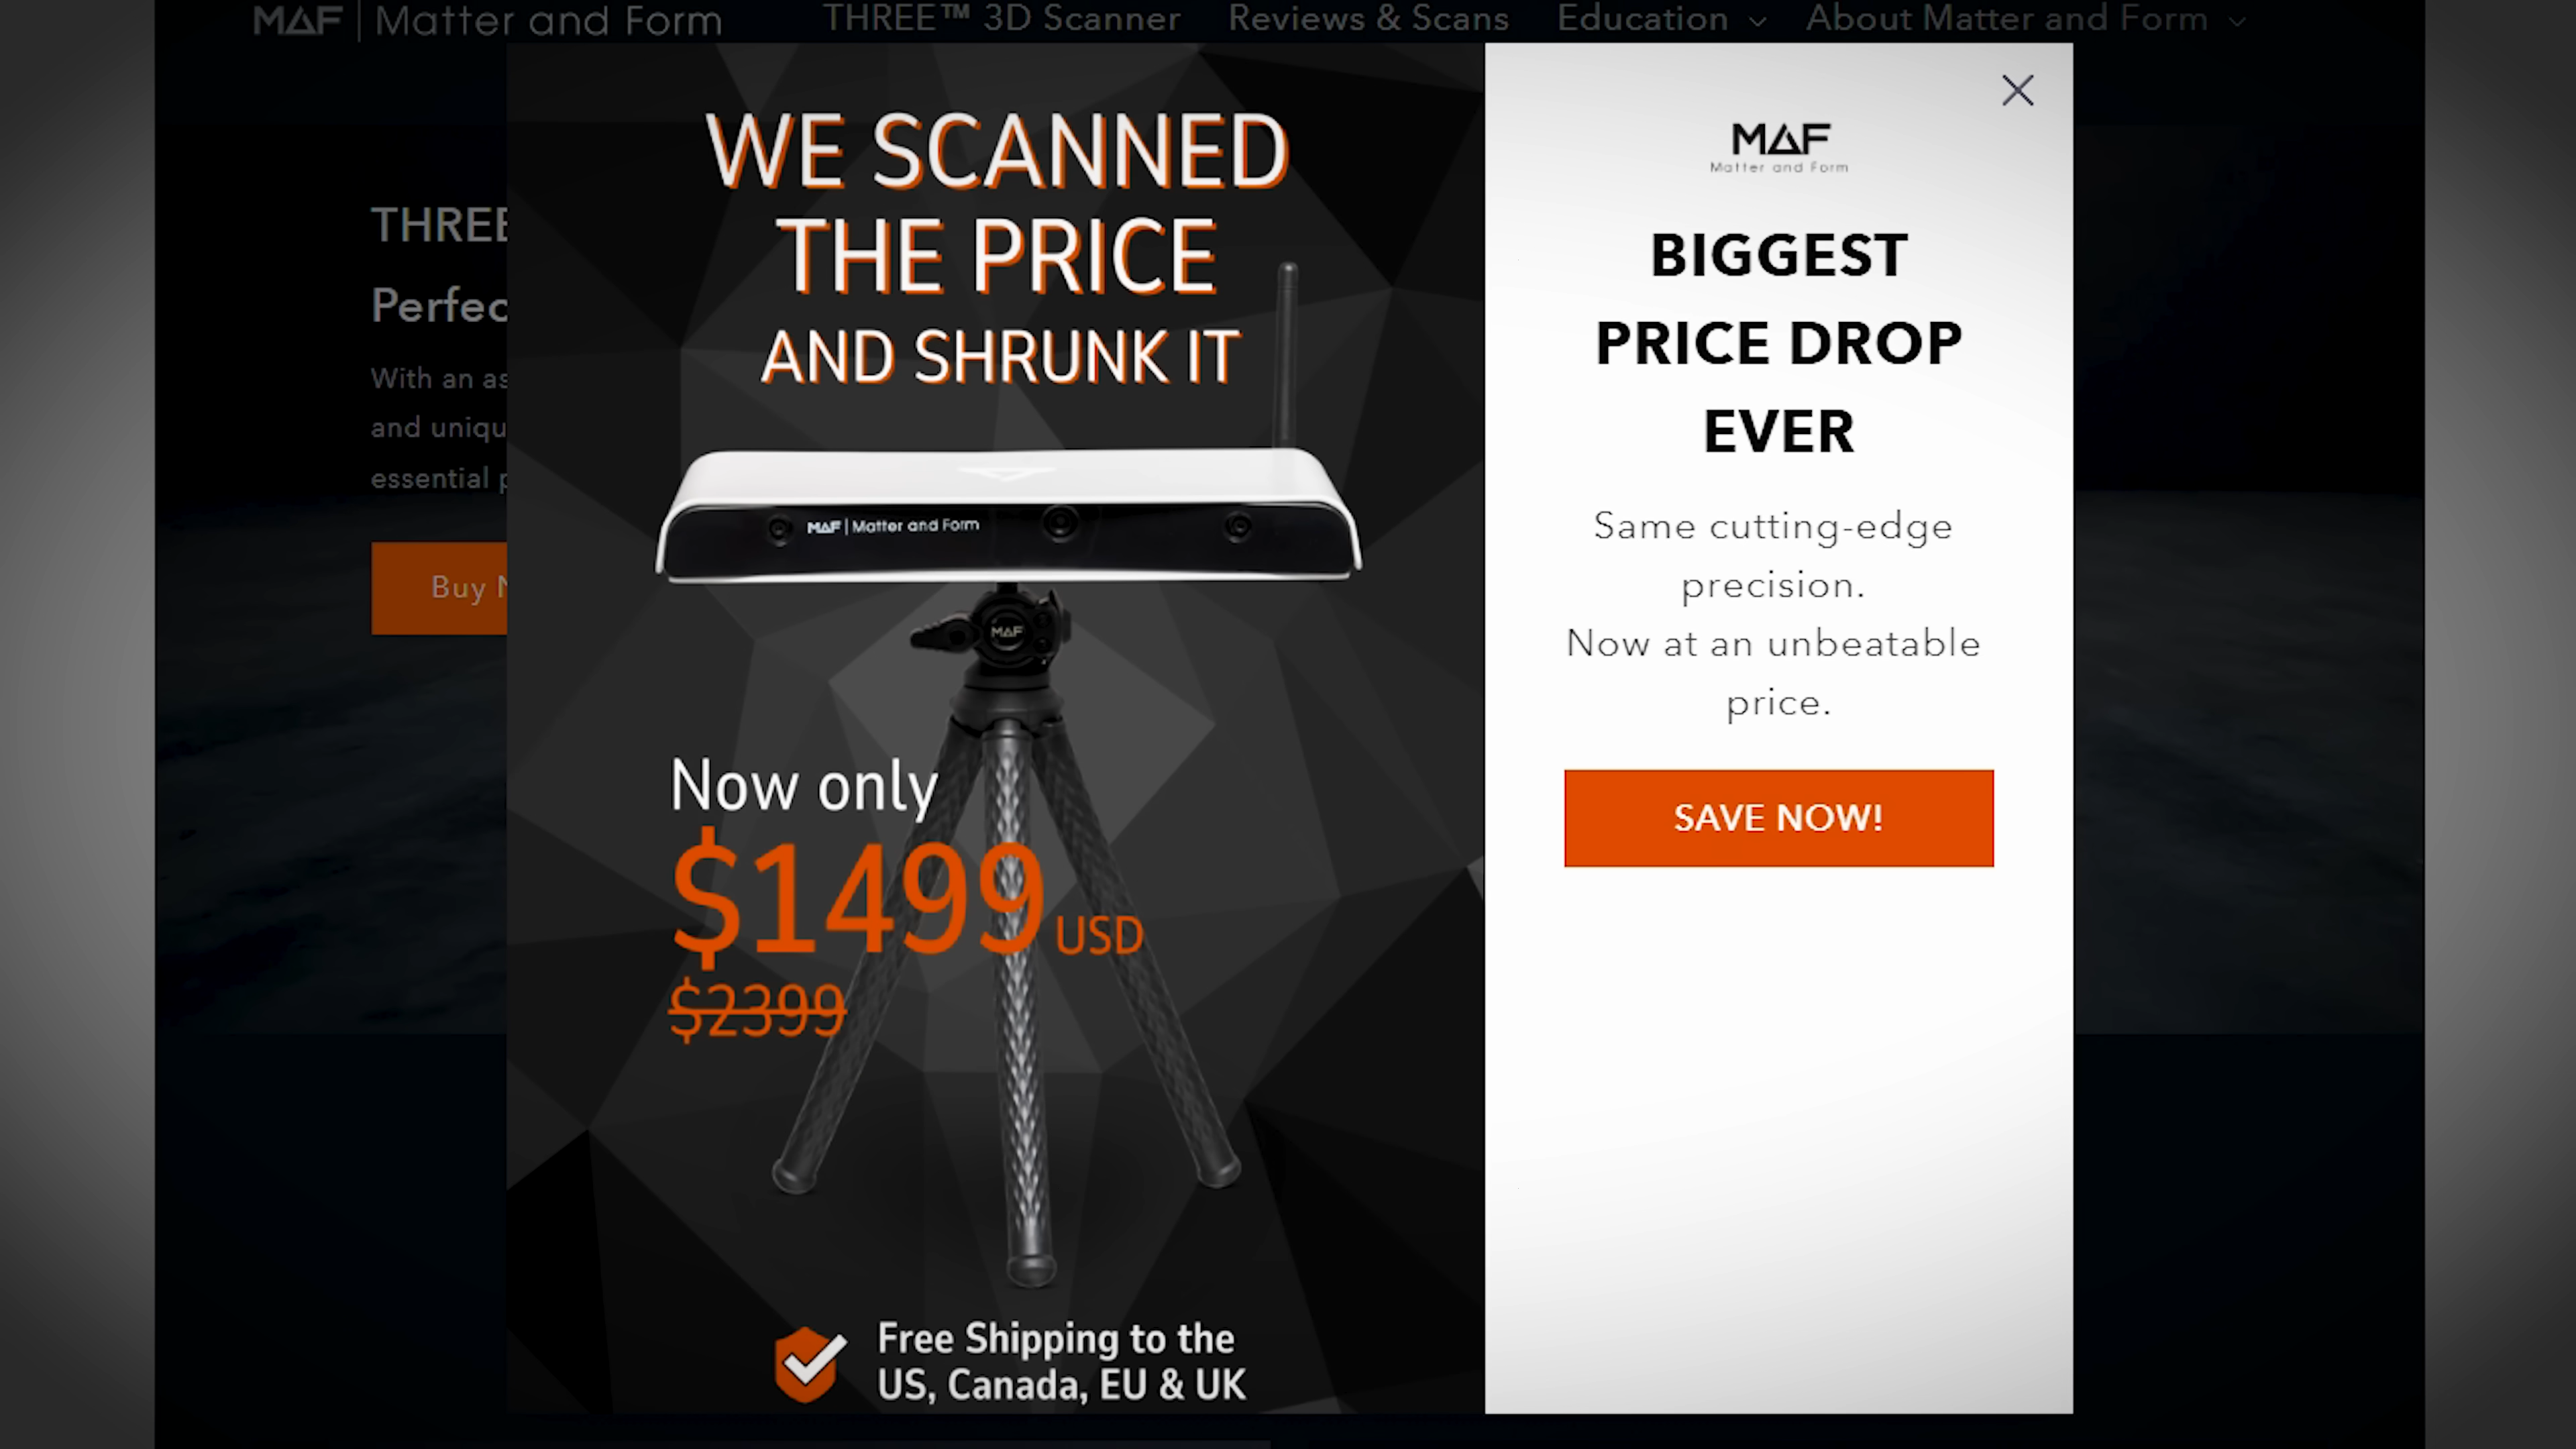 MAF | Matter and Form
THREE™ 3D Scanner
Reviews & Scans
Education
About Matter and Form
THREE
With an
and
essential
Buy
WE SCANNED
THE PRICE
AND SHRUNK IT
MAF | Matter and Form
MAF
Now only
$1499 USD
$2399
Free Shipping to the
US, Canada, EU & UK
MAF
Matter and Form
BIGGEST
PRICE DROP
EVER
Same cutting-edge
precision.
Now at an unbeatable
price.
SAVE NOW!